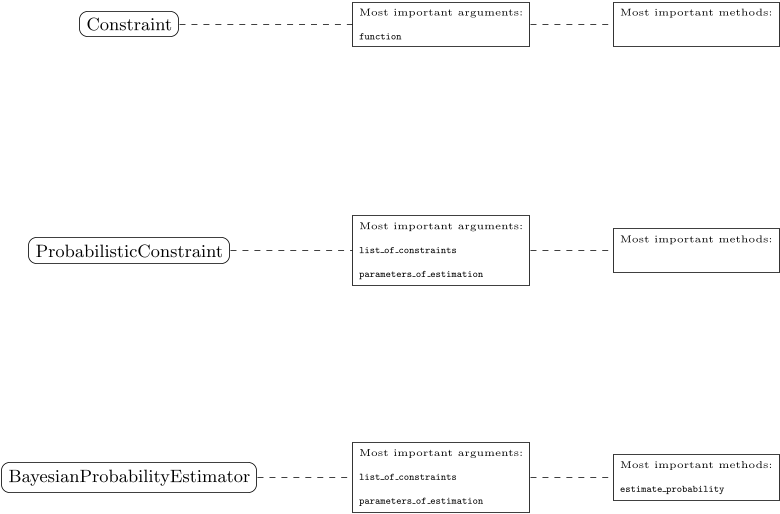 Constraint
Most important arguments:
function
Most important methods:
ProbabilisticConstraint
Most important arguments:
list_of_constraints
parameters_of_estimation
Most important methods:
BayesianProbabilityEstimator
Most important arguments:
list_of_constraints
parameters_of_estimation
Most important methods:
estimate_probability